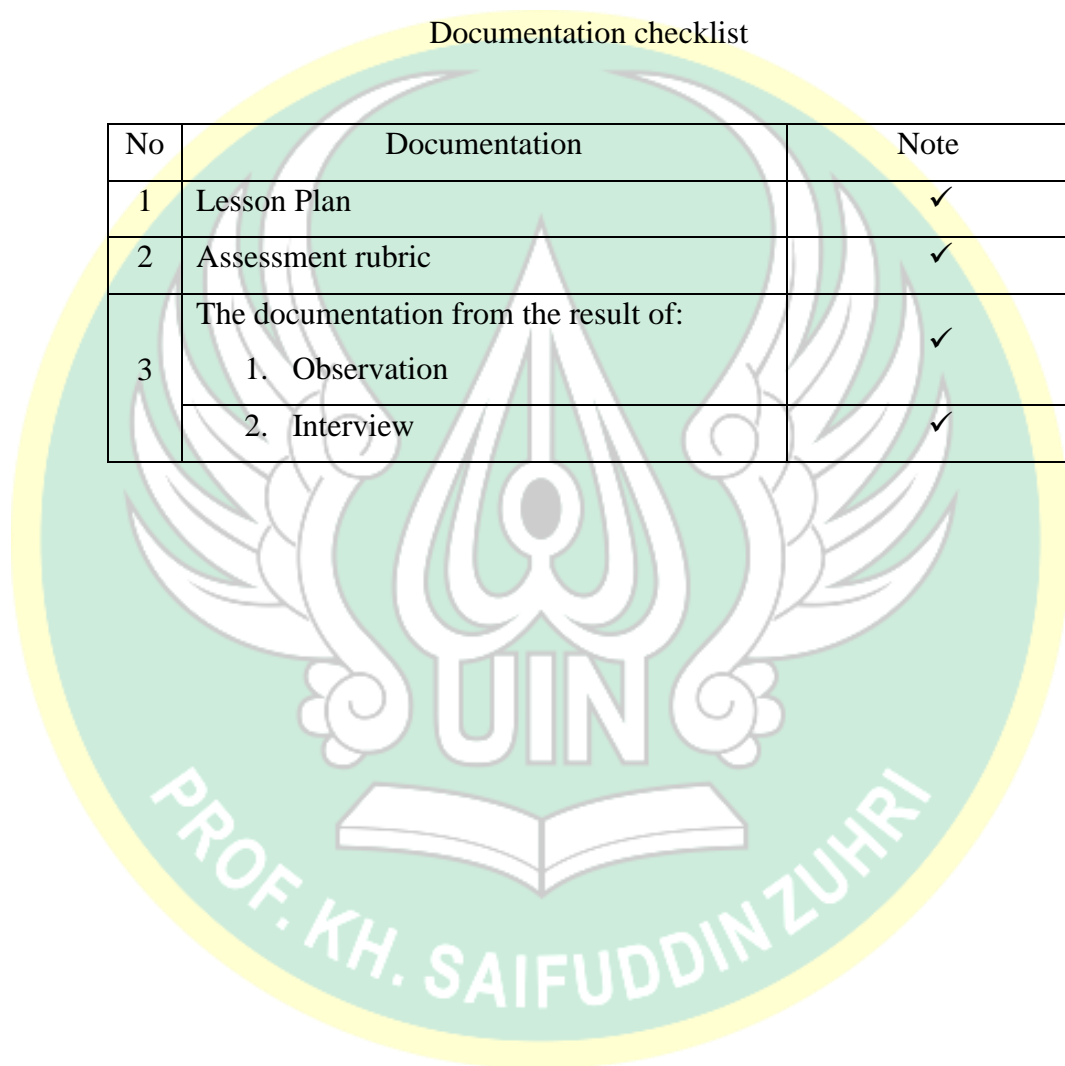 Documentation checklist
No Documentation Note
1 Lesson Plan ✓
2 Assessment rubric ✓
3 The documentation from the result of:
1. Observation ✓
2. Interview ✓
UIN
PROF. KH. SAIFUDDIN ZUHRI